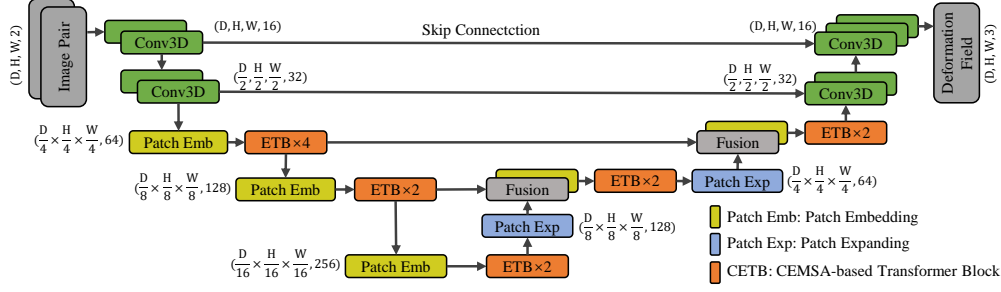 (D, H, W, 2)
Image Pair
Conv3D
(D, H, W, 16)
Skip Connectction
(D, H, W, 16)
Conv3D
Deformation
Field
(D, H, W, 3)
Conv3D
(D/2, H/2, W/2, 32)
(D/2, H/2, W/2, 32)
Conv3D
(D/4 × H/4 × W/4, 64)
Patch Emb
ETB×4
Fusion
ETB×2
(D/8 × H/8 × W/8, 128)
Patch Emb
ETB×2
Fusion
ETB×2
Patch Exp
(D/4 × H/4 × W/4, 64)
Patch Exp
(D/8 × H/8 × W/8, 128)
(D/16 × H/16 × W/16, 256)
Patch Emb
ETB×2
Patch Emb: Patch Embedding
Patch Exp: Patch Expanding
CETB: CEMSA-based Transformer Block